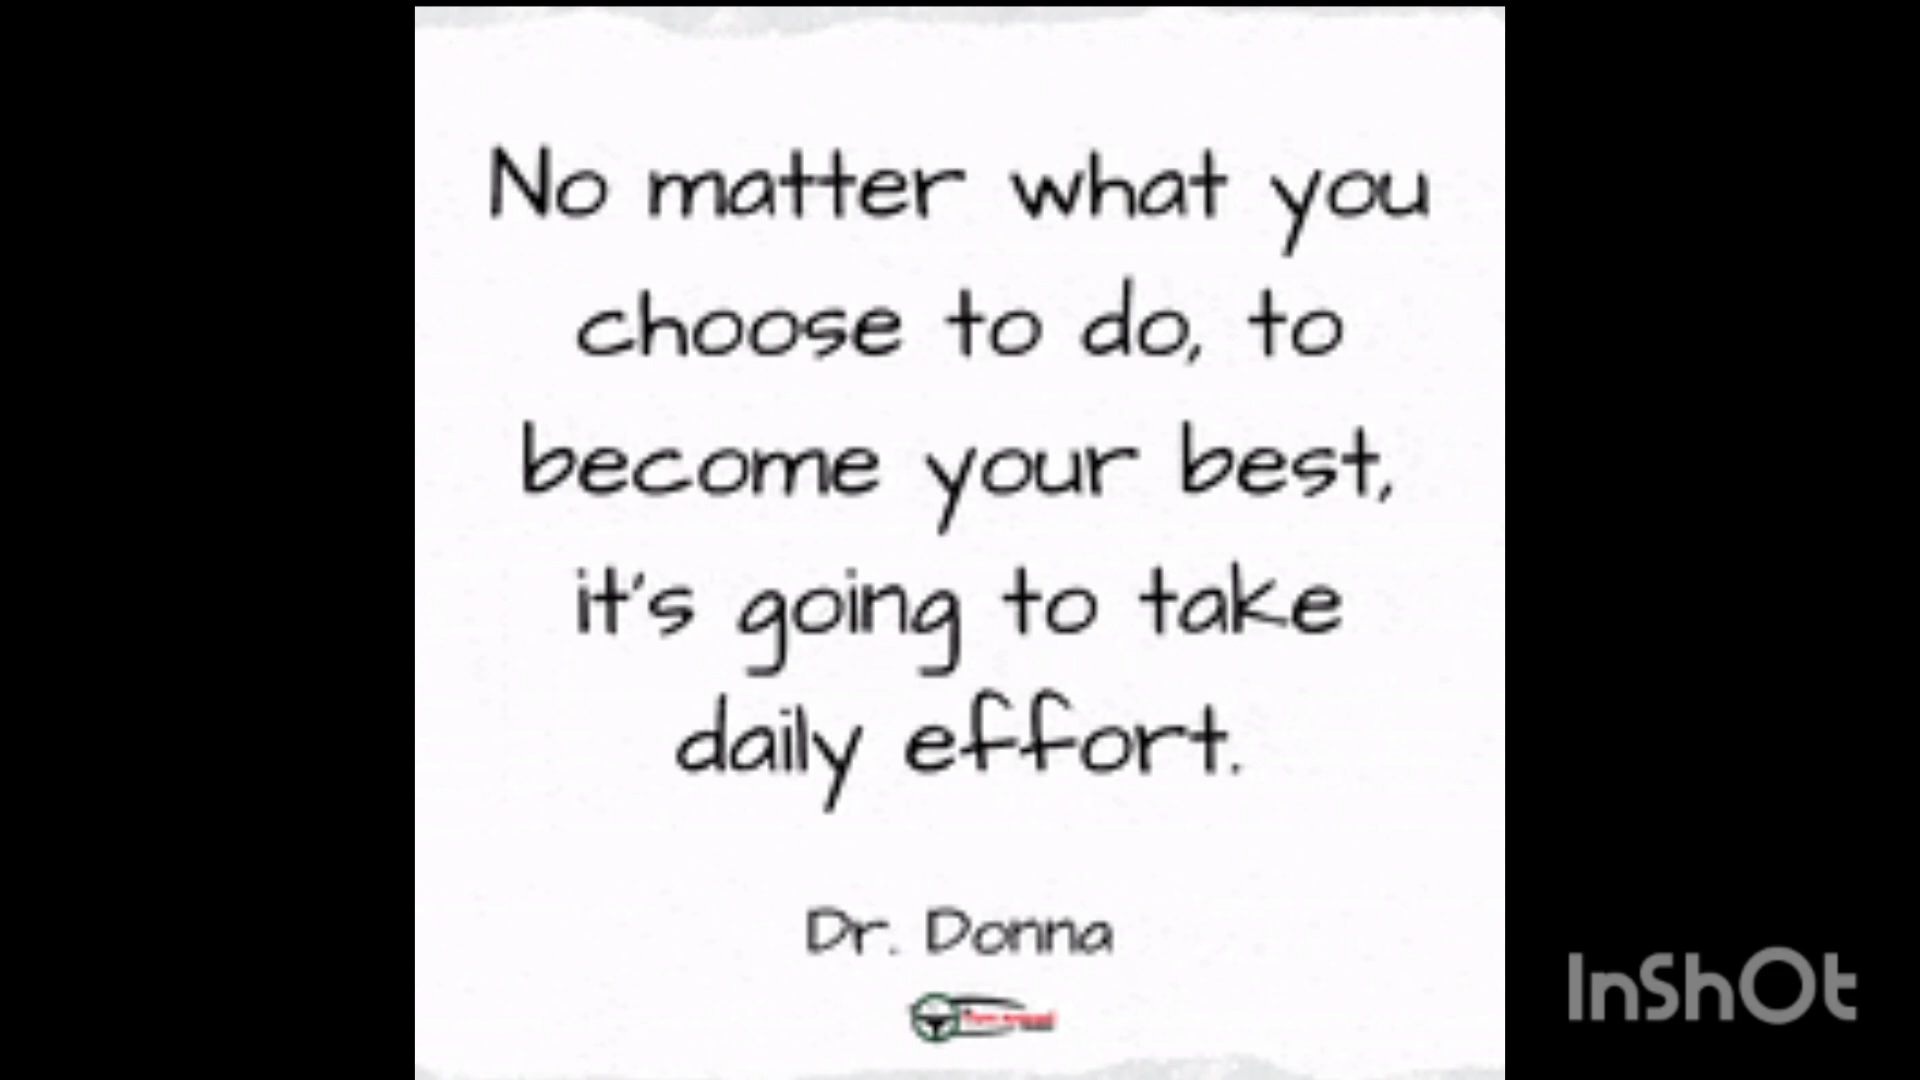 No matter what you
choose to do, to
become your best,
it's going to take
daily effort.
Dr. Donna
InShOt